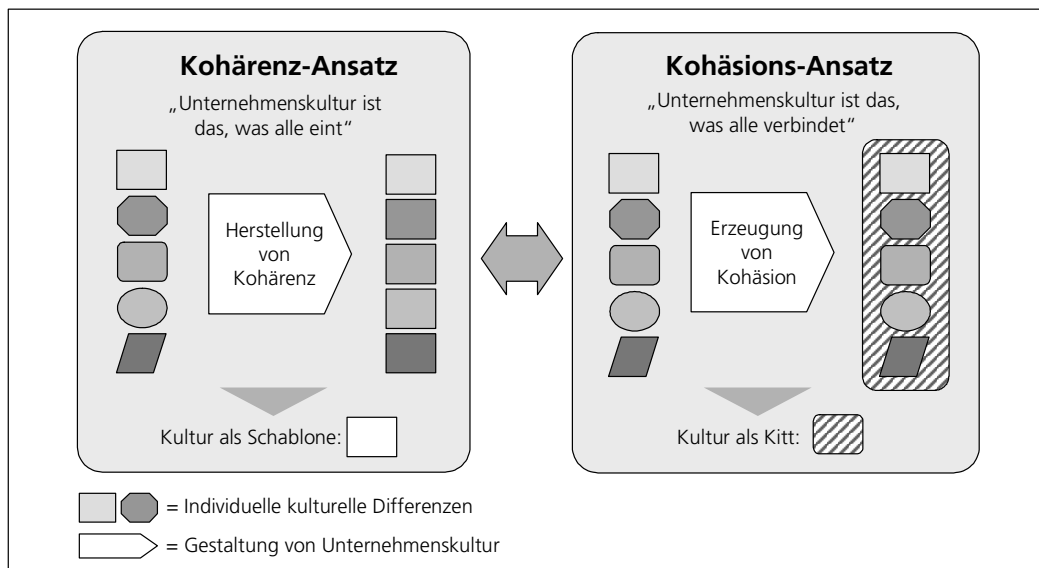 Kohärenz-Ansatz
„Unternehmenskultur ist
das, was alle eint“
Herstellung
von
Kohärenz
Kultur als Schablone:
Kohäsions-Ansatz
„Unternehmenskultur ist das,
was alle verbindet“
Erzeugung
von
Kohäsion
Kultur als Kitt:
= Individuelle kulturelle Differenzen
= Gestaltung von Unternehmenskultur